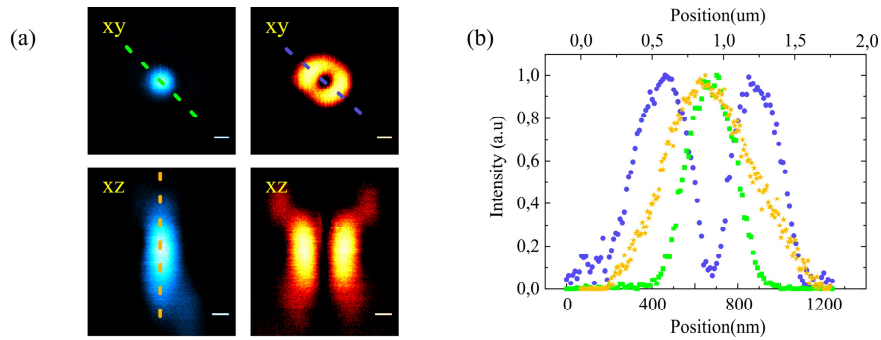 (a)
xy
xy
xz
xz
(b)
Position(um)
0,0 0,5 1,0 1,5 2,0
Intensity (a.u)
1,0
0,8
0,6
0,4
0,2
0,0
0 400 800 1200
Position(nm)